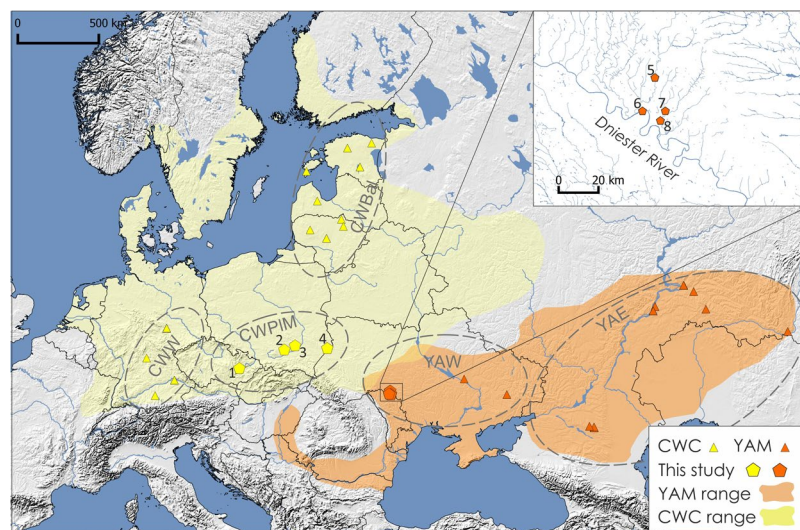 0 500 km
5
6 7
8
Dniester River
0 20 km
CWBal
CWW
CWPlM
1
2
3
4
YAW
YAE
CWC YAM
This study
YAM range
CWC range